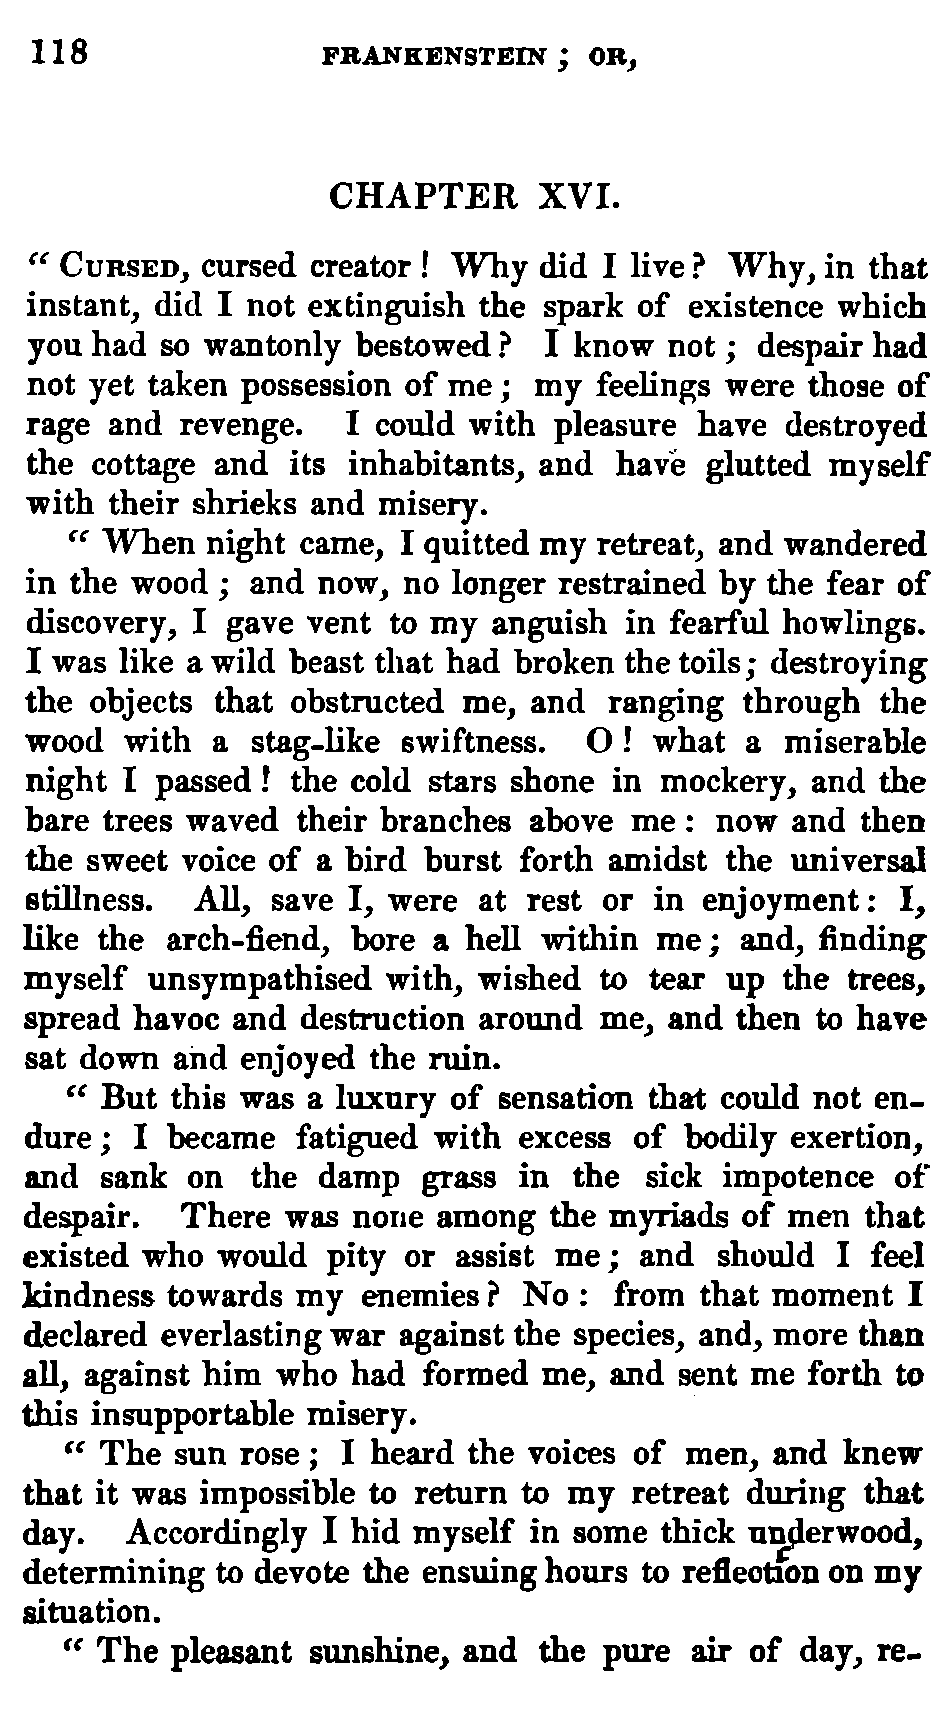 118 FRANKENSTEIN ; OR,
CHAPTER XVI.
“ CURSED, cursed creator ! Why did I live ? Why, in that
instant, did I not extinguish the spark of existence which
you had so wantonly bestowed ? I know not ; despair had
not yet taken possession of me ; my feelings were those of
rage and revenge. I could with pleasure have destroyed
the cottage and its inhabitants, and have glutted myself
with their shrieks and misery.
“ When night came, I quitted my retreat, and wandered
in the wood ; and now, no longer restrained by the fear of
discovery, I gave vent to my anguish in fearful howlings.
I was like a wild beast that had broken the toils ; destroying
the objects that obstructed me, and ranging through the
wood with a stag-like swiftness. O ! what a miserable
night I passed ! the cold stars shone in mockery, and the
bare trees waved their branches above me : now and then
the sweet voice of a bird burst forth amidst the universal
stillness. All, save I, were at rest or in enjoyment : I,
like the arch-fiend, bore a hell within me ; and, finding
myself unsympathised with, wished to tear up the trees,
spread havoc and destruction around me, and then to have
sat down and enjoyed the ruin.
“ But this was a luxury of sensation that could not en-
dure ; I became fatigued with excess of bodily exertion,
and sank on the damp grass in the sick impotence of
despair. There was none among the myriads of men that
existed who would pity or assist me ; and should I feel
kindness towards my enemies ? No : from that moment I
declared everlasting war against the species, and, more than
all, against him who had formed me, and sent me forth to
this insupportable misery.
“ The sun rose ; I heard the voices of men, and knew
that it was impossible to return to my retreat during that
day. Accordingly I hid myself in some thick underwood,
determining to devote the ensuing hours to reflection on my
situation.
“ The pleasant sunshine, and the pure air of day, re-